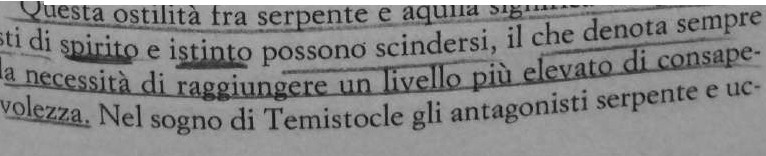 Questa ostilità fra serpente e aquila
sti di spirito e istinto possono scindersi, il che denota sempre
la necessità di raggiungere un livello più elevato di consape-
volezza. Nel sogno di Temistocle gli antagonisti serpente e uc-